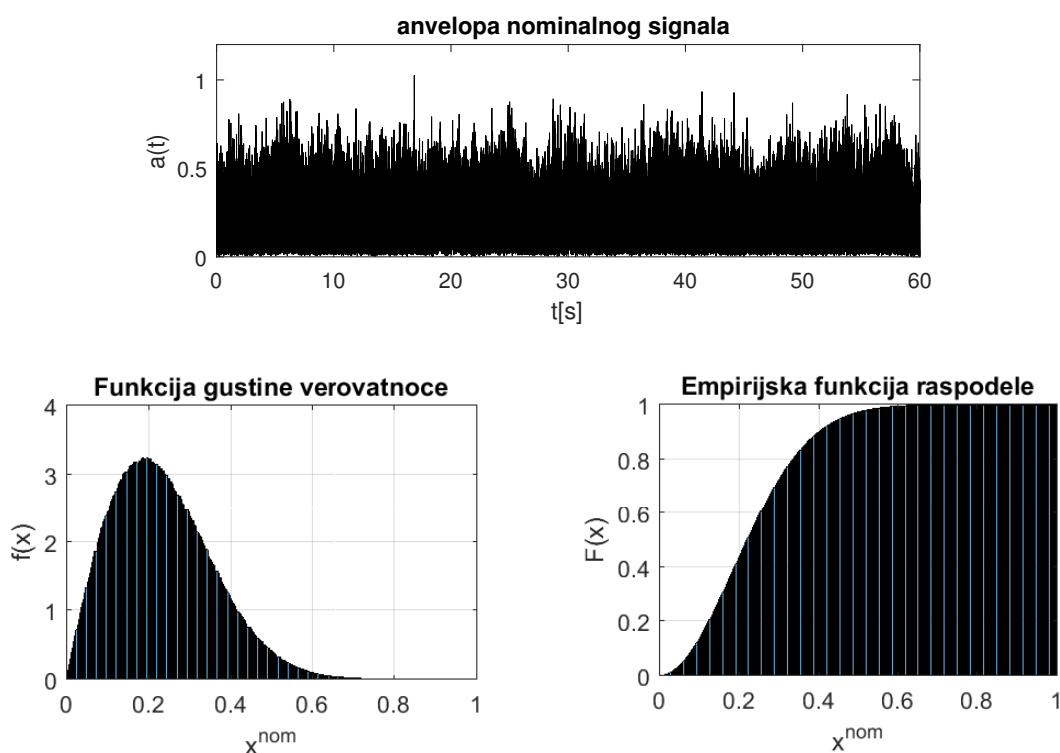 anvelopa nominalnog signala
a(t)
1
0.5
0
0 10 20 30 40 50 60
t[s]
Funkcija gustine verovatnoce
f(x)
4
3
2
1
0
0 0.2 0.4 0.6 0.8 1
x^nom
Empirijska funkcija raspodele
F(x)
1
0.8
0.6
0.4
0.2
0
0 0.2 0.4 0.6 0.8 1
x^nom